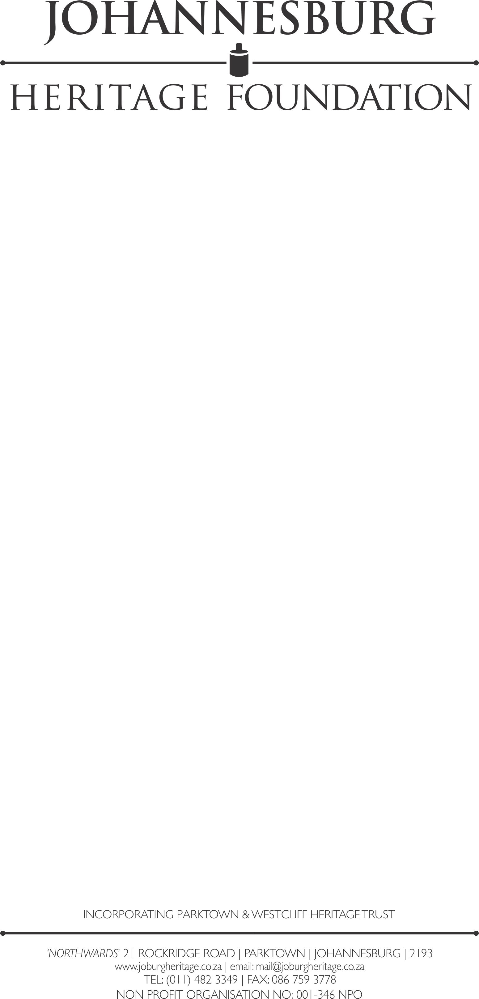 JOHANNESBURG
HERITAGE FOUNDATION
INCORPORATING PARKTOWN & WESTCLIFF HERITAGE TRUST
‘NORTHWARDS’ 21 ROCKRIDGE ROAD | PARKTOWN | JOHANNESBURG | 2193
www.joburgheritage.co.za | email: mail@joburgheritage.co.za
TEL: (011) 482 3349 | FAX: 086 759 3778
NON PROFIT ORGANISATION NO: 001-346 NPO